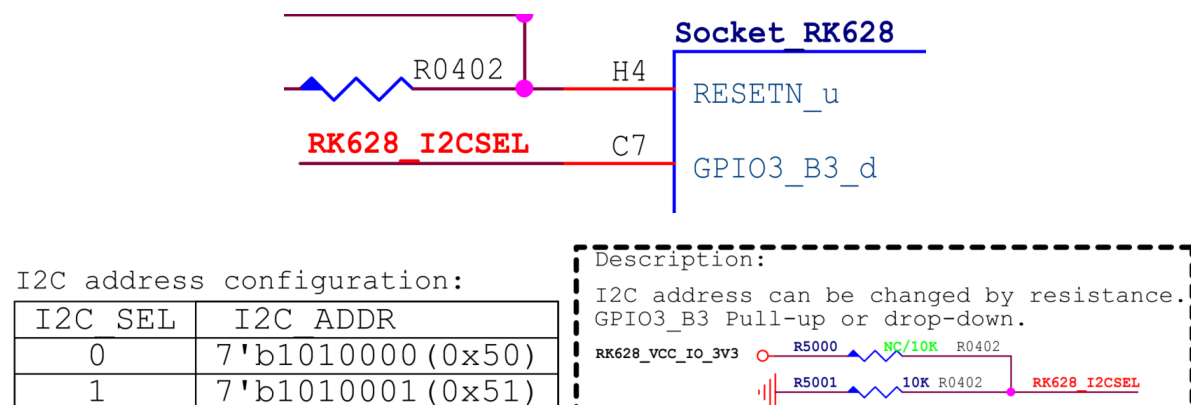 Socket_RK628
R0402
H4
RESETN_u
RK628_I2CSEL
C7
GPIO3_B3_d
I2C address configuration:
I2C_SEL I2C_ADDR
0 7'b1010000(0x50)
1 7'b1010001(0x51)
Description:
I2C address can be changed by resistance.
GPIO3_B3 Pull-up or drop-down.
RK628_VCC_IO_3V3 R5000 NC/10K R0402
R5001 10K R0402 RK628_I2CSEL